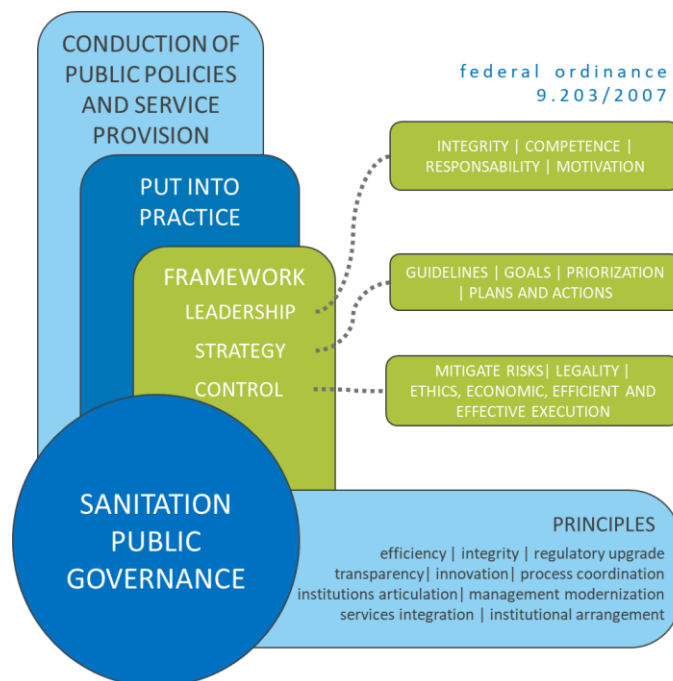 CONDUCTION OF
PUBLIC POLICIES
AND SERVICE
PROVISION
federal ordinance
9.203/2007
PUT INTO
PRACTICE
INTEGRITY | COMPETENCE |
RESPONSABILITY | MOTIVATION
FRAMEWORK
LEADERSHIP
STRATEGY
CONTROL
GUIDELINES | GOALS | PRIORIZATION
| PLANS AND ACTIONS
MITIGATE RISKS| LEGALITY |
ETHICS, ECONOMIC, EFFICIENT AND
EFFECTIVE EXECUTION
SANITATION
PUBLIC
GOVERNANCE
PRINCIPLES
efficiency | integrity | regulatory upgrade
transparency| innovation| process coordination
institutions articulation| management modernization
services integration | institutional arrangement